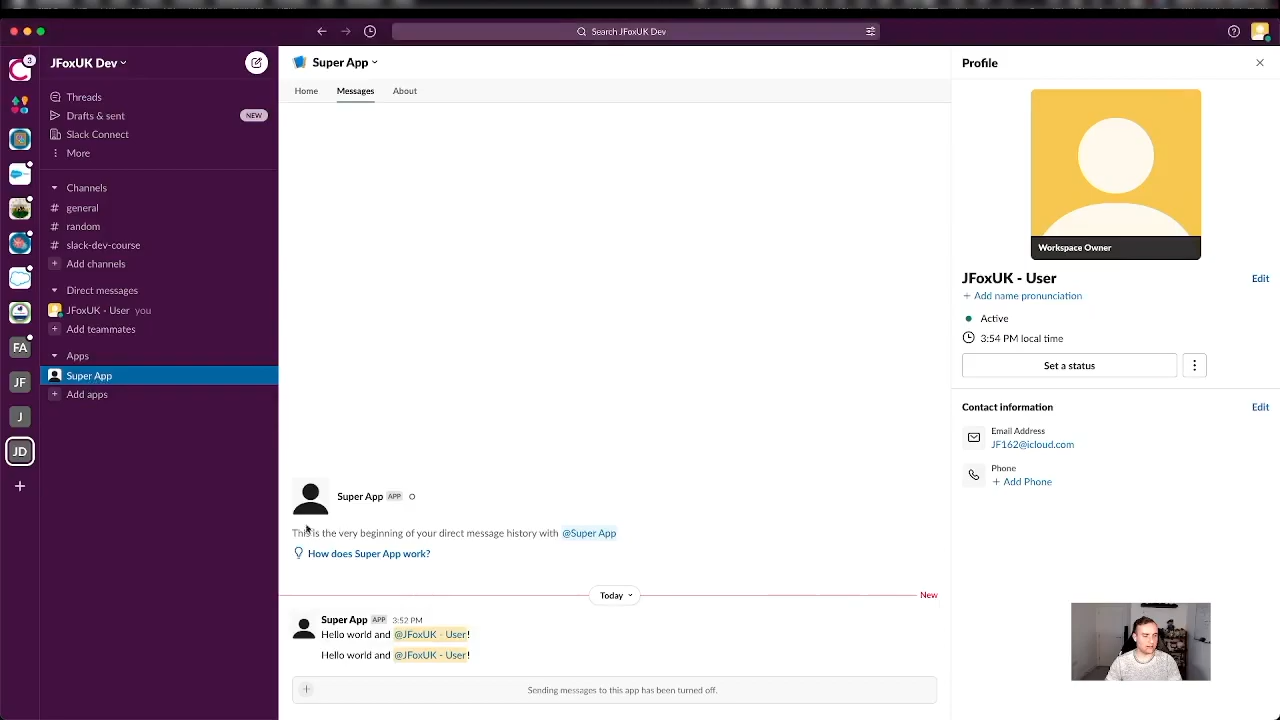 Search JFoxUK Dev
3
JFoxUK Dev
Threads
Drafts & sent
NEW
Slack Connect
More
Channels
# general
# random
# slack-dev-course
+ Add channels
Direct messages
JFoxUK - User you
+ Add teammates
Apps
Super App
+ Add apps
FA
JF
J
JD
+
Super App
Home Messages About
Super App APP
This is the very beginning of your direct message history with @Super App
How does Super App work?
Today
New
Super App APP 3:52 PM
Hello world and @JFoxUK - User!
Hello world and @JFoxUK - User!
+ Sending messages to this app has been turned off.
Profile
Workspace Owner
JFoxUK - User
Edit
+ Add name pronunciation
Active
3:54 PM local time
Set a status
Contact information
Edit
Email Address
JF162@icloud.com
Phone
+ Add Phone